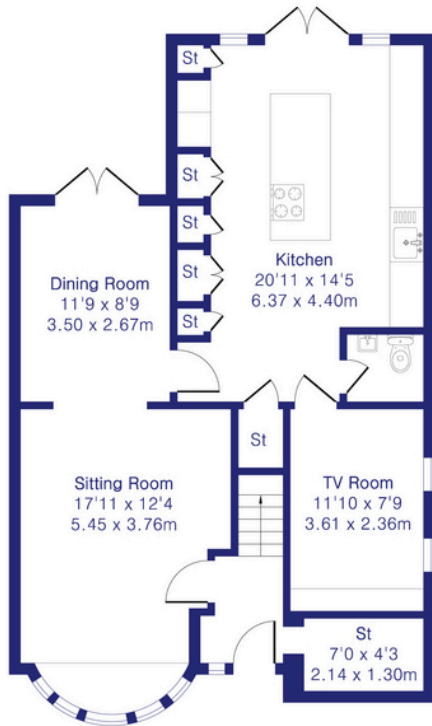 St
St
St
St
St
Kitchen
20'11 x 14'5
6.37 x 4.40m
Dining Room
11'9 x 8'9
3.50 x 2.67m
St
Sitting Room
17'11 x 12'4
5.45 x 3.76m
TV Room
11'10 x 7'9
3.61 x 2.36m
St
7'0 x 4'3
2.14 x 1.30m